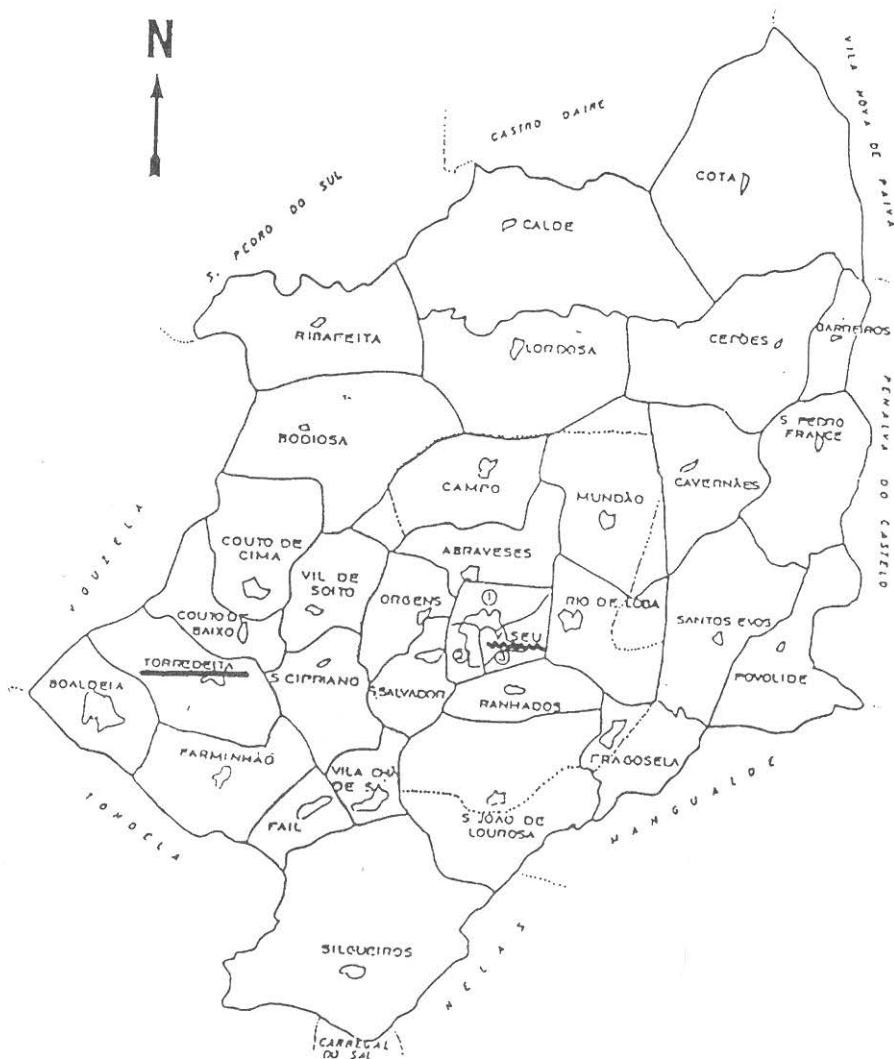 N
VILA NOVA DE PAIVA
CASTRO DAIRE
S. PEDRO DO SUL
COTA
CALDE
RIBAFEITA
LORDOSA
CEPÕES
BARREIROS
PENALVA DO CASTELO
BODIOSA
S PEDRO
FRANCE
CAMPO
MUNDÃO
CAVERNÃES
VOUZELA
COUTO DE
CIMA
VIL DE
SOITO
ABRAVESES
ORGENS
1
RIO DE LOBA
SANTOS EVOS
COUTO DE
BAIXO
VISEU
2
3
TORREDEITA
S CIPRIANO
S SALVADOR
RANHADOS
POVOLIDE
BOALDEIA
FARMINHÃO
VILA CHÃ
DE SÁ
FRAGOSELA
MANGUALDE
TONDELA
FAIL
S JOÃO DE
LOUROSA
SILGUEIROS
NELAS
CARREGAL
DO SAL